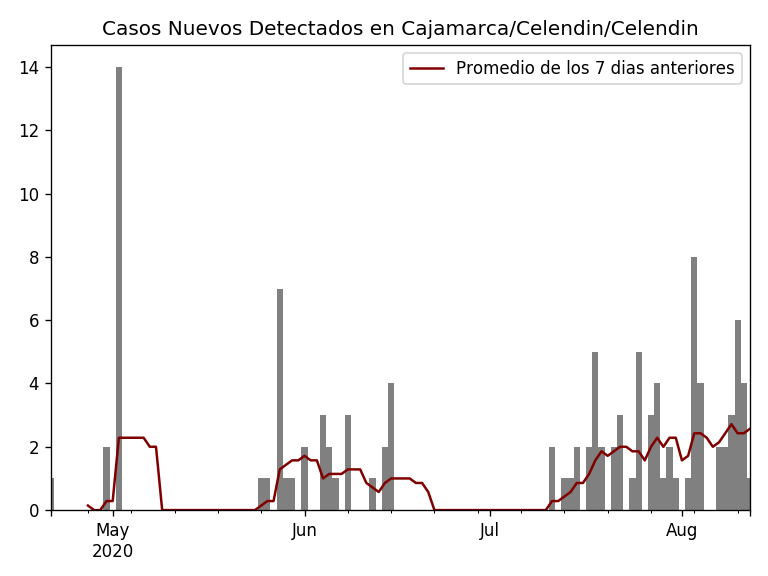 Casos Nuevos Detectados en Cajamarca/Celendin/Celendin
Promedio de los 7 dias anteriores
14
12
10
8
6
4
2
0
May
2020
Jun
Jul
Aug